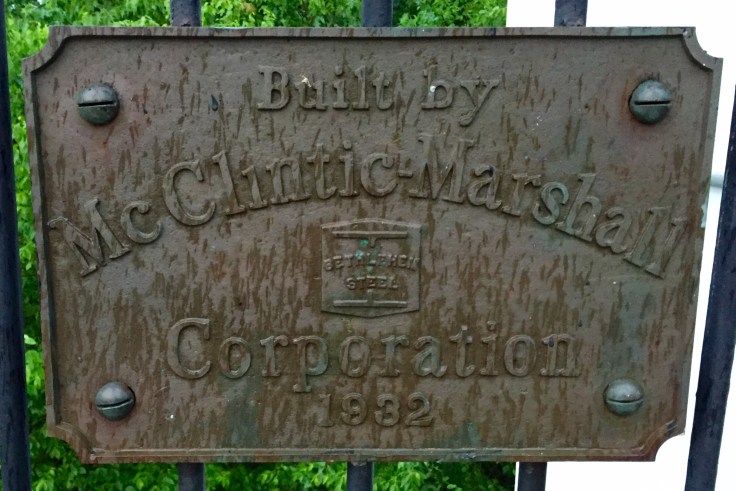 Built by
McClintic-Marshall
BETHLEHEM
STEEL
Corporation
1932